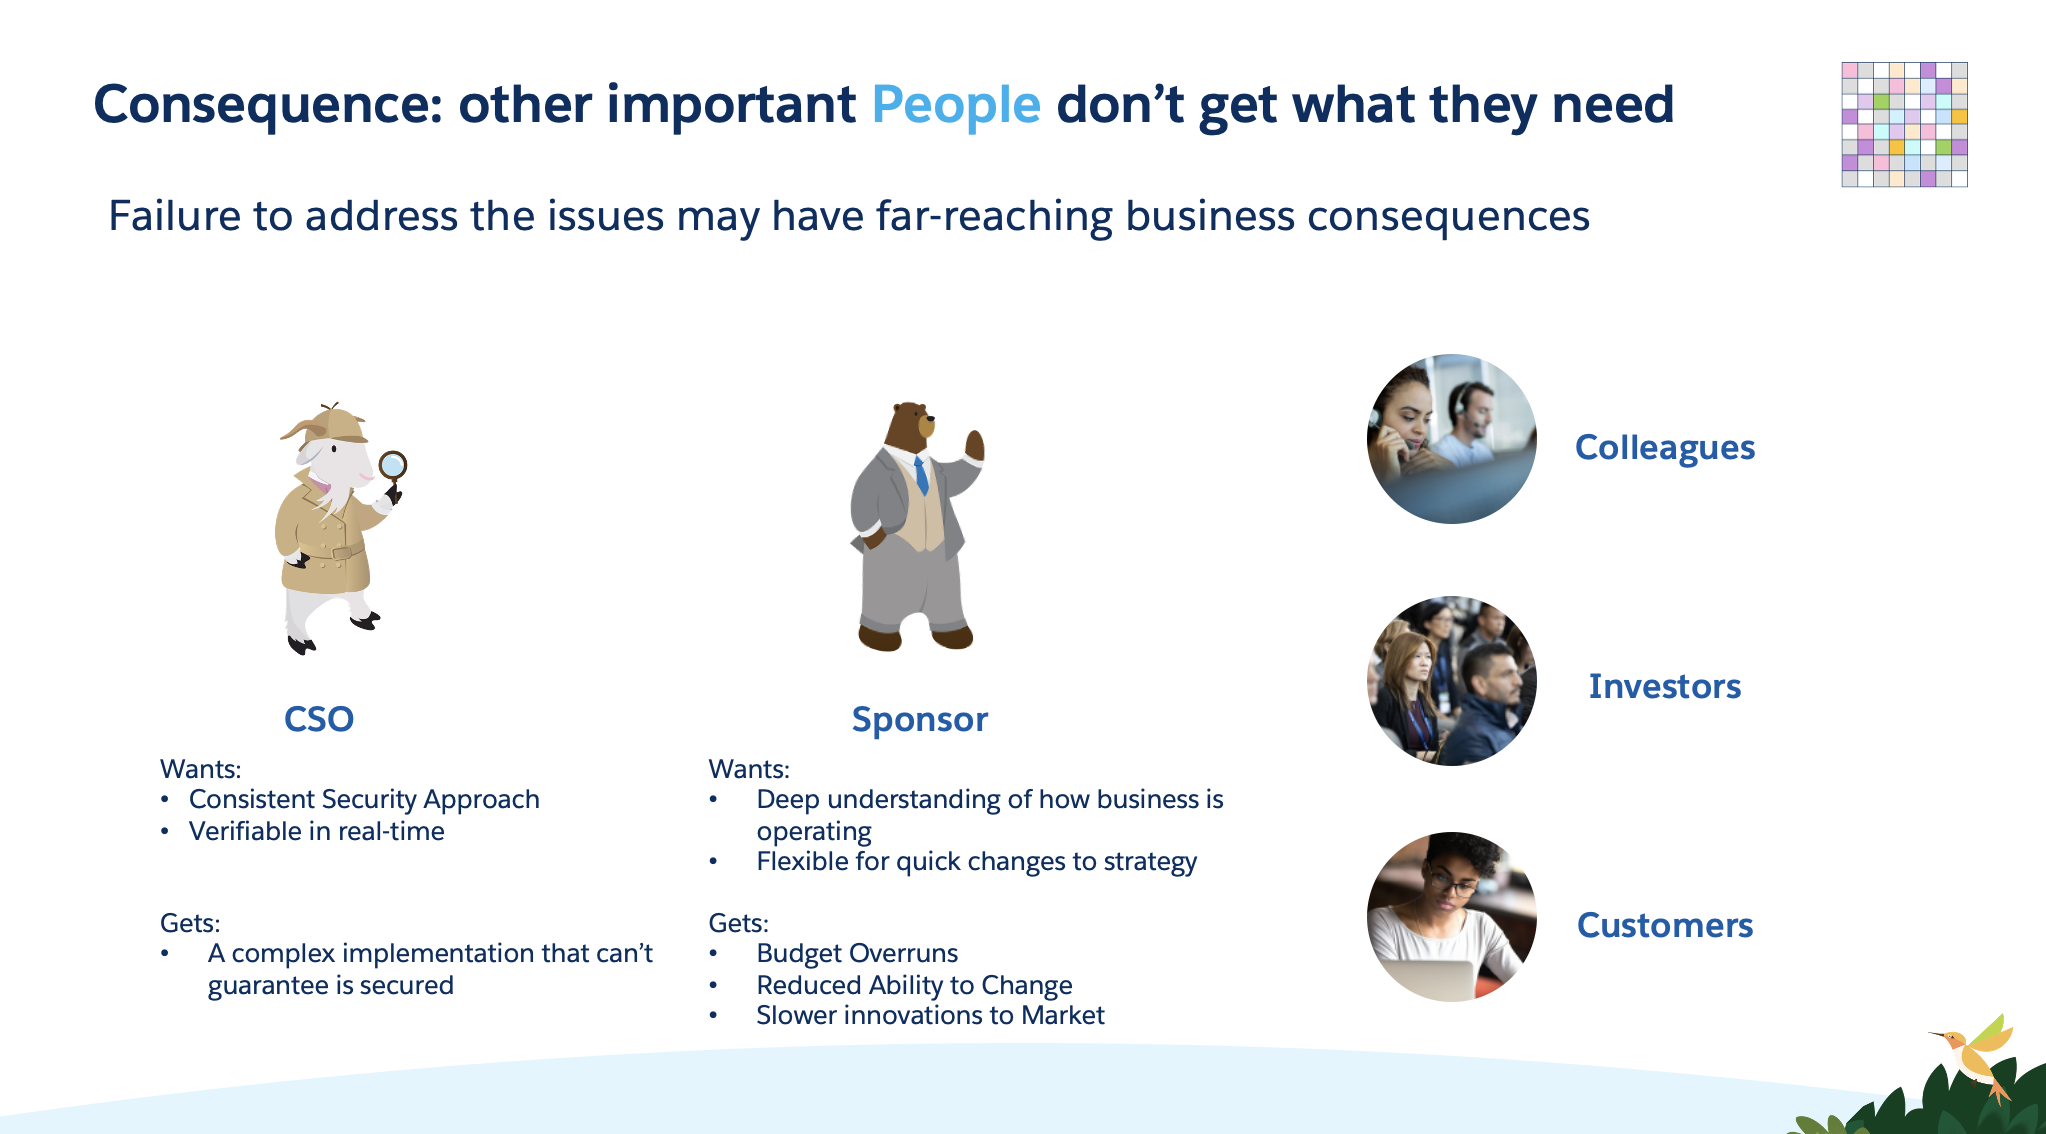 Consequence: other important People don’t get what they need
Failure to address the issues may have far-reaching business consequences
CSO
Wants:
• Consistent Security Approach
• Verifiable in real-time
Gets:
• A complex implementation that can’t
guarantee is secured
Sponsor
Wants:
• Deep understanding of how business is
operating
• Flexible for quick changes to strategy
Gets:
• Budget Overruns
• Reduced Ability to Change
• Slower innovations to Market
Colleagues
Investors
Customers